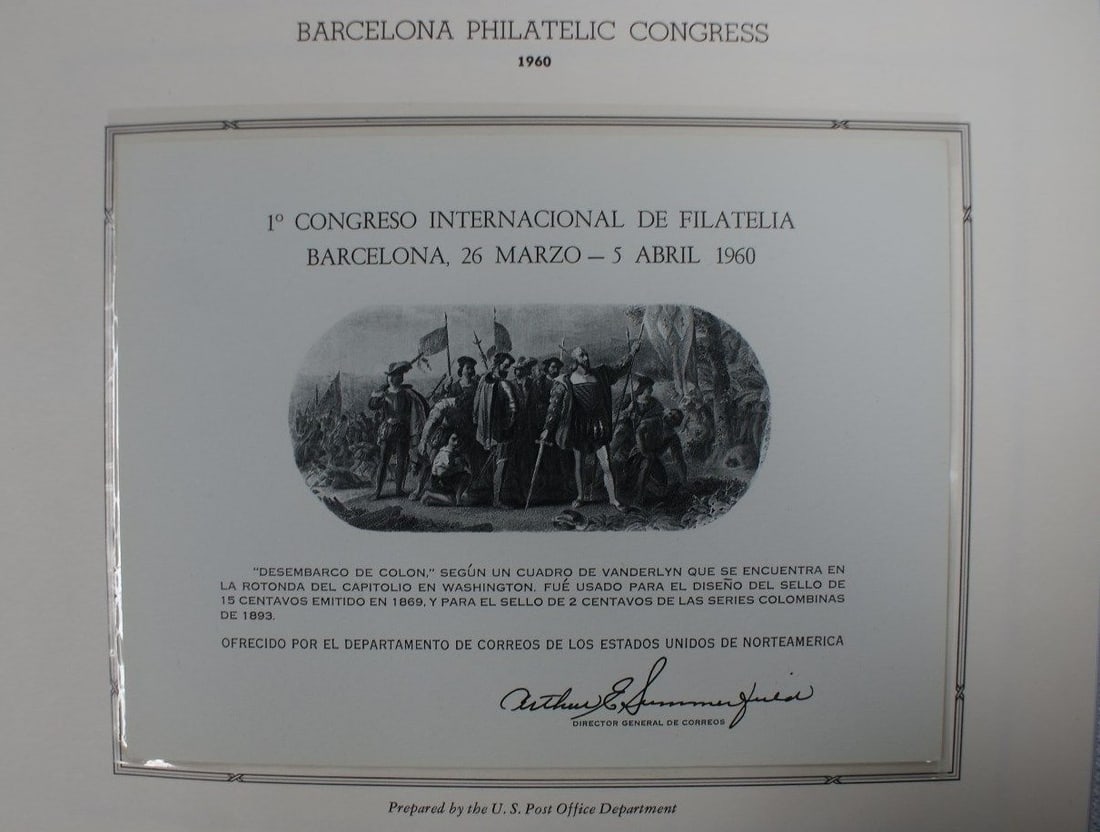 BARCELONA PHILATELIC CONGRESS
1960
1º CONGRESO INTERNACIONAL DE FILATELIA
BARCELONA, 26 MARZO — 5 ABRIL 1960
"DESEMBARCO DE COLON," SEGÚN UN CUADRO DE VANDERLYN QUE SE ENCUENTRA EN
LA ROTONDA DEL CAPITOLIO EN WASHINGTON. FUÉ USADO PARA EL DISEÑO DEL SELLO DE
15 CENTAVOS EMITIDO EN 1869, Y PARA EL SELLO DE 2 CENTAVOS DE LAS SERIES COLOMBINAS
DE 1893.
OFRECIDO POR EL DEPARTAMENTO DE CORREOS DE LOS ESTADOS UNIDOS DE NORTEAMERICA
Arthur E. Summerfield
DIRECTOR GENERAL DE CORREOS
Prepared by the U. S. Post Office Department